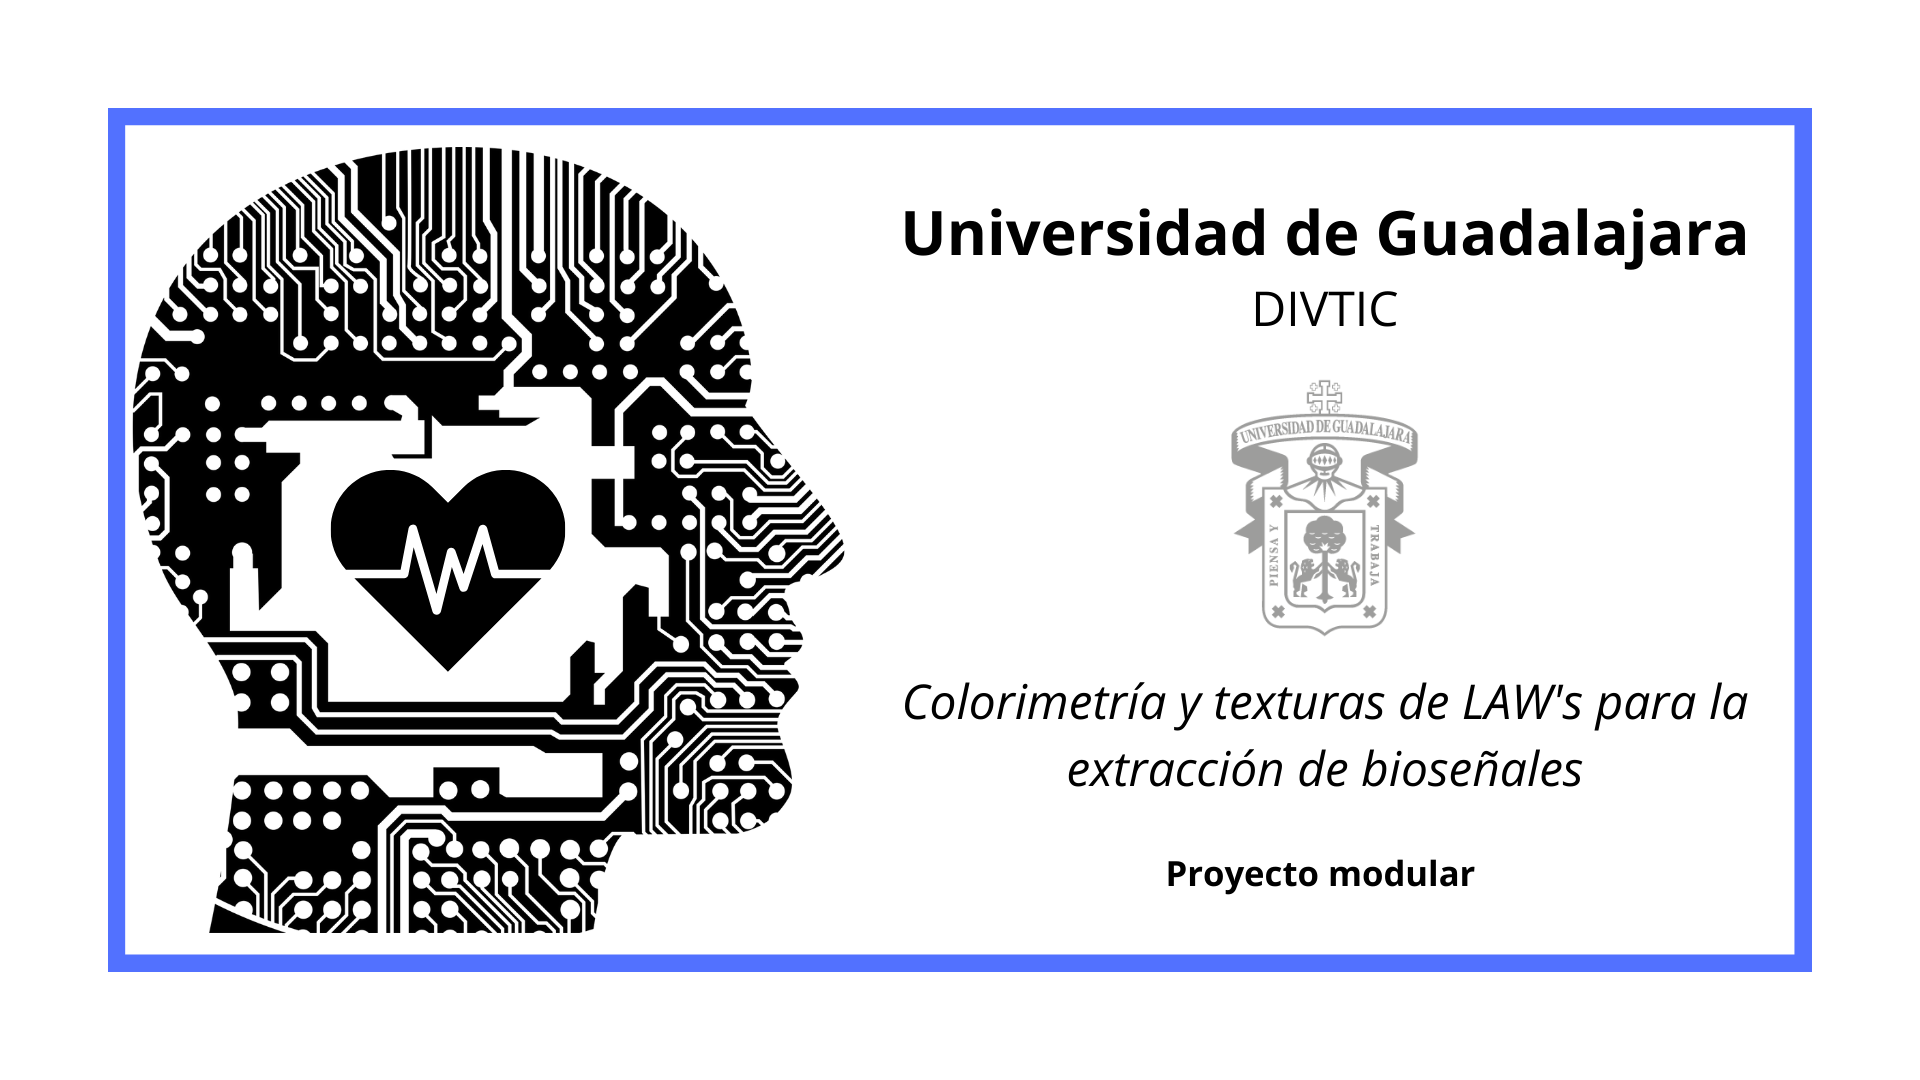 Universidad de Guadalajara
DIVTIC
UNIVERSIDAD DE GUADALAJARA
PIENSA Y
TRABAJA
Colorimetría y texturas de LAW's para la
extracción de bioseñales
Proyecto modular